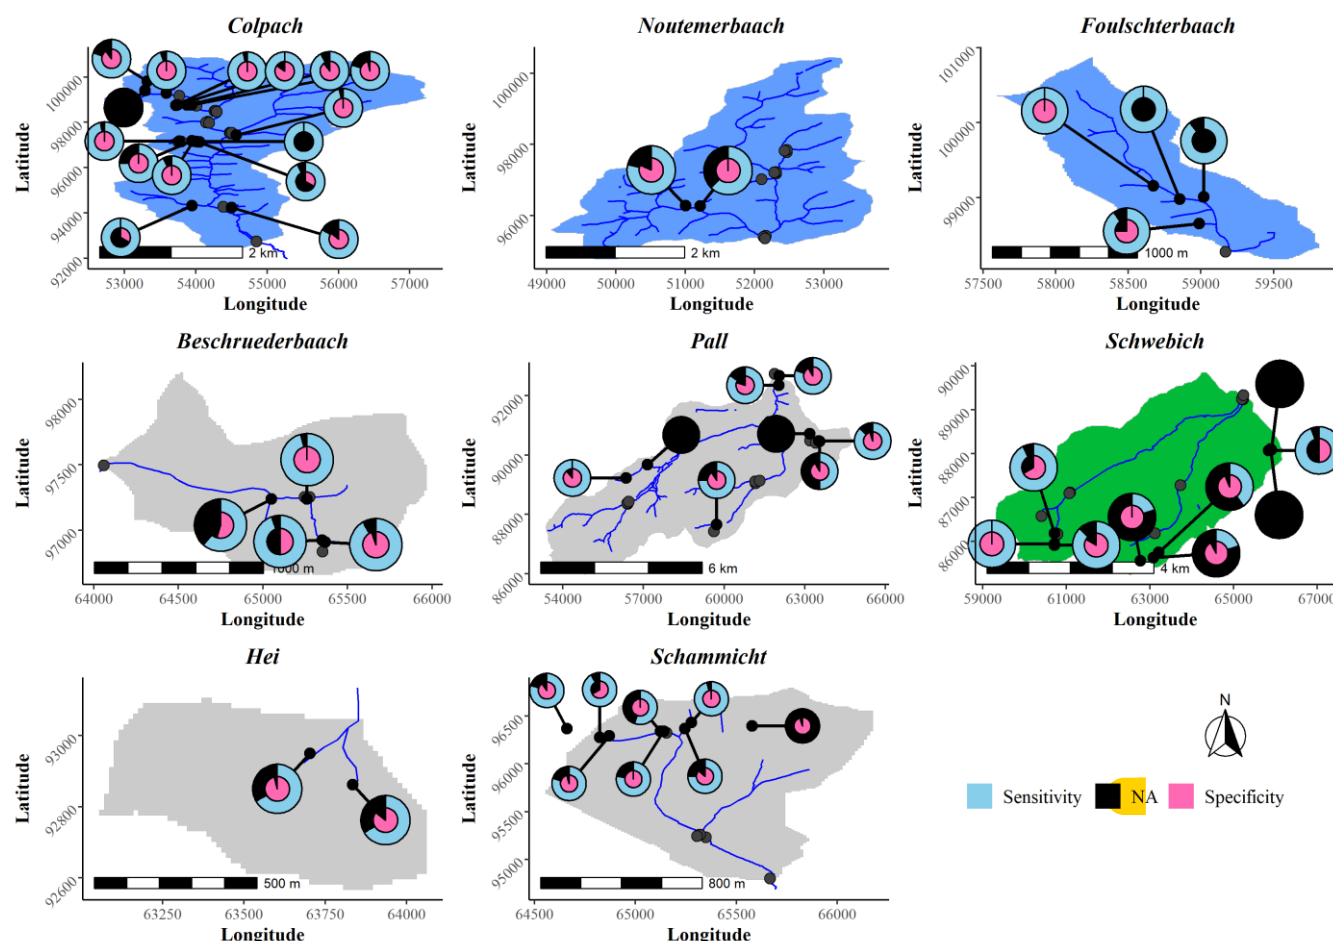 Colpach
Noutemerbaach
Foulschterbaach
Latitude
100000
98000
96000
94000
92000
2 km
53000
54000
55000
56000
57000
Longitude
Latitude
100000
98000
96000
2 km
49000
50000
51000
52000
53000
Longitude
Latitude
101000
100000
99000
1000 m
57500
58000
58500
59000
59500
Longitude
Beschruederbaach
Pall
Schwebich
Latitude
98000
97500
97000
1000 m
64000
64500
65000
65500
66000
Longitude
Latitude
92000
90000
88000
86000
6 km
54000
57000
60000
63000
66000
Longitude
Latitude
90000
89000
88000
87000
86000
4 km
59000
61000
63000
65000
67000
Longitude
Hei
Schammicht
Latitude
93000
92800
92600
500 m
63250
63500
63750
64000
Longitude
Latitude
96500
96000
95500
95000
800 m
64500
65000
65500
66000
Longitude
N
Sensitivity
NA
Specificity